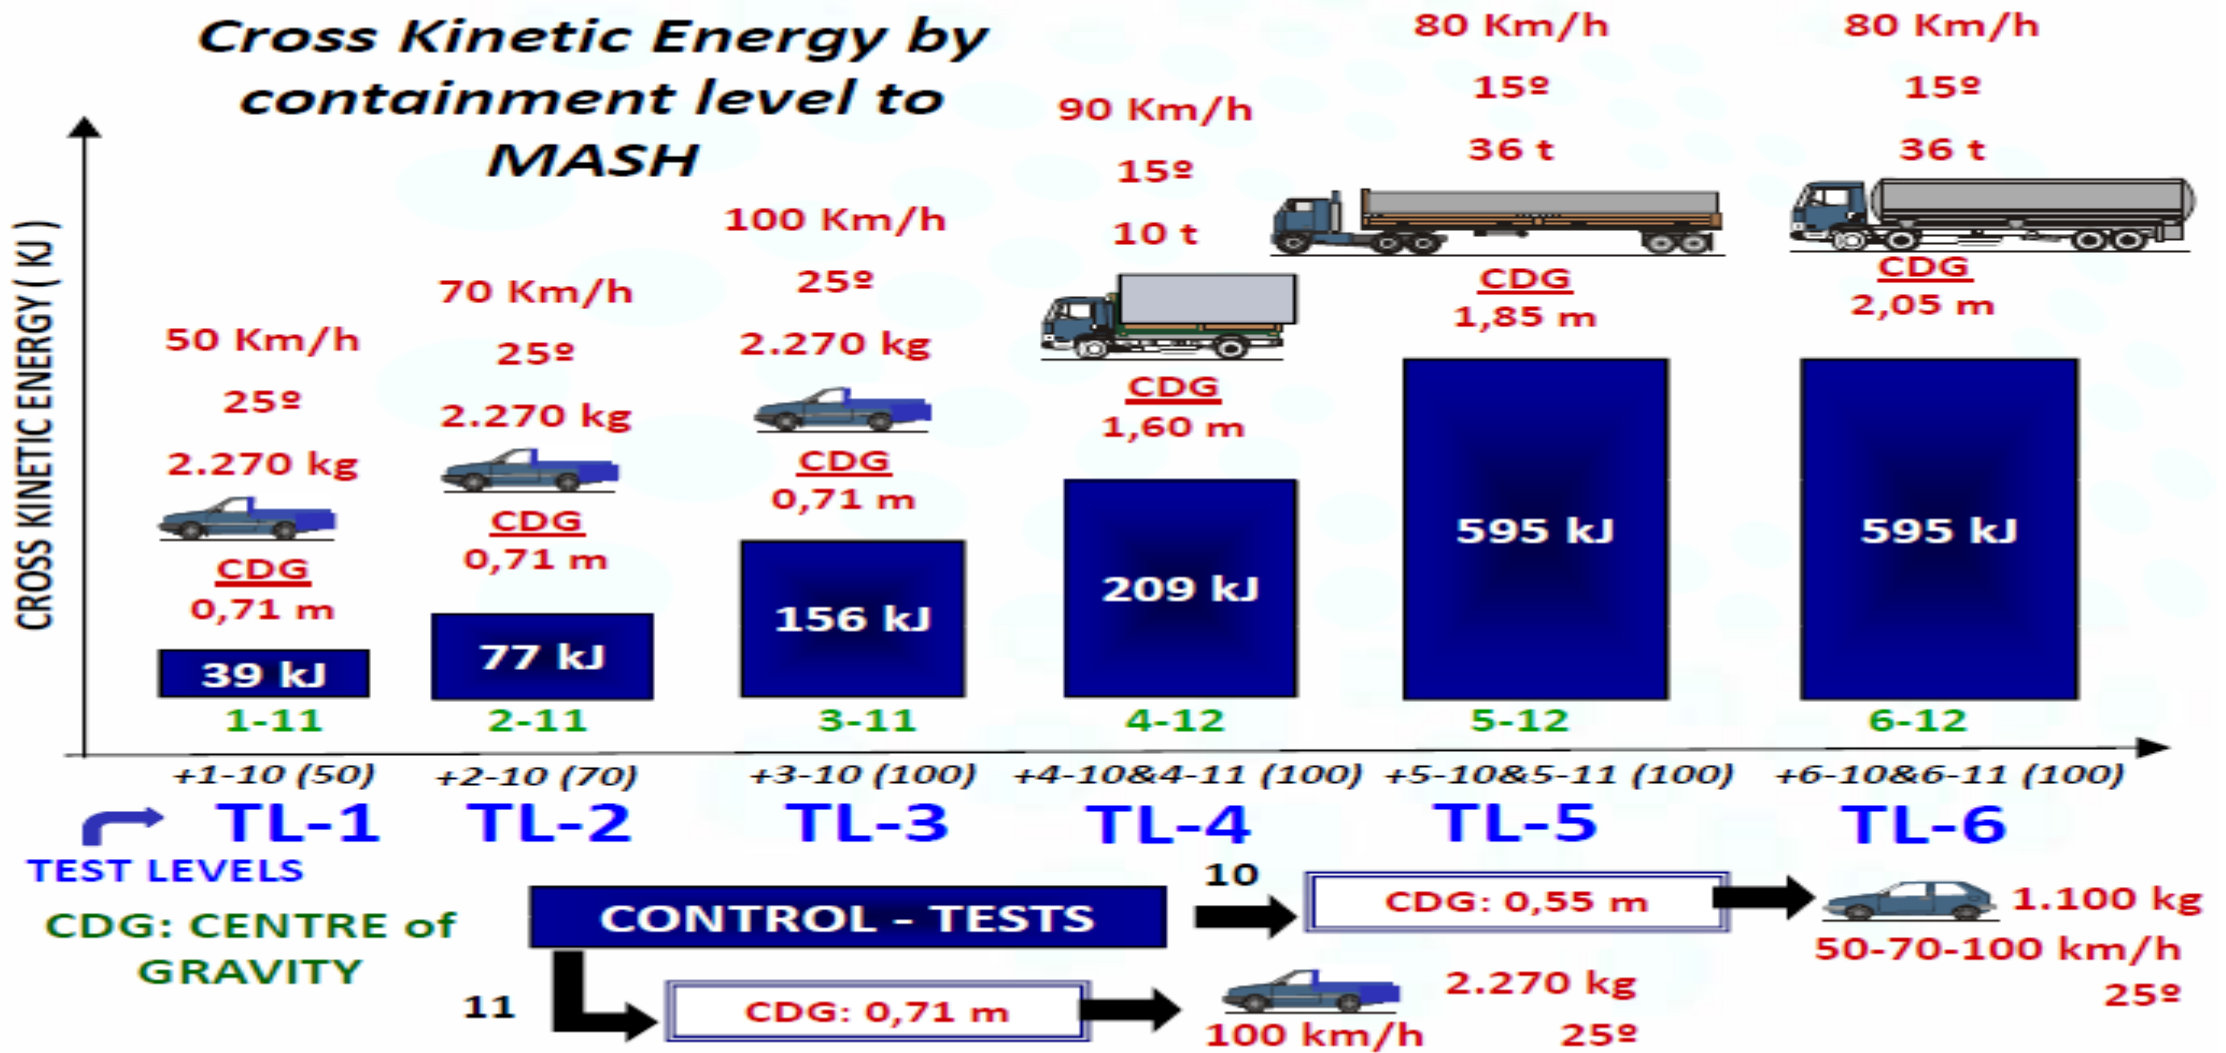 Cross Kinetic Energy by
containment level to
MASH
CROSS KINETIC ENERGY ( KJ )
50 Km/h
25º
2.270 kg
CDG
0,71 m
39 kJ
1-11
+1-10 (50)
TL-1
70 Km/h
25º
2.270 kg
CDG
0,71 m
77 kJ
2-11
+2-10 (70)
TL-2
100 Km/h
25º
2.270 kg
CDG
0,71 m
156 kJ
3-11
+3-10 (100)
TL-3
90 Km/h
15º
10 t
CDG
1,60 m
209 kJ
4-12
+4-10&4-11 (100)
TL-4
80 Km/h
15º
36 t
CDG
1,85 m
595 kJ
5-12
+5-10&5-11 (100)
TL-5
80 Km/h
15º
36 t
CDG
2,05 m
595 kJ
6-12
+6-10&6-11 (100)
TL-6
TEST LEVELS
CDG: CENTRE of
GRAVITY
CONTROL - TESTS
10
CDG: 0,55 m
1.100 kg
50-70-100 km/h
25º
11
CDG: 0,71 m
2.270 kg
100 km/h
25º